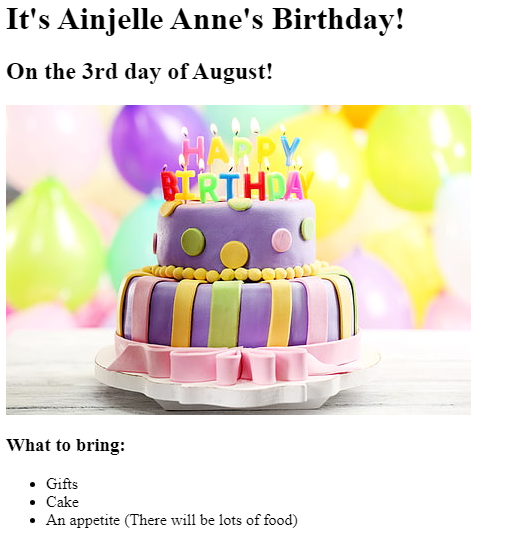 It's Ainjelle Anne's Birthday!
On the 3rd day of August!
HAPPY
BIRTHDAY
What to bring:
• Gifts
• Cake
• An appetite (There will be lots of food)